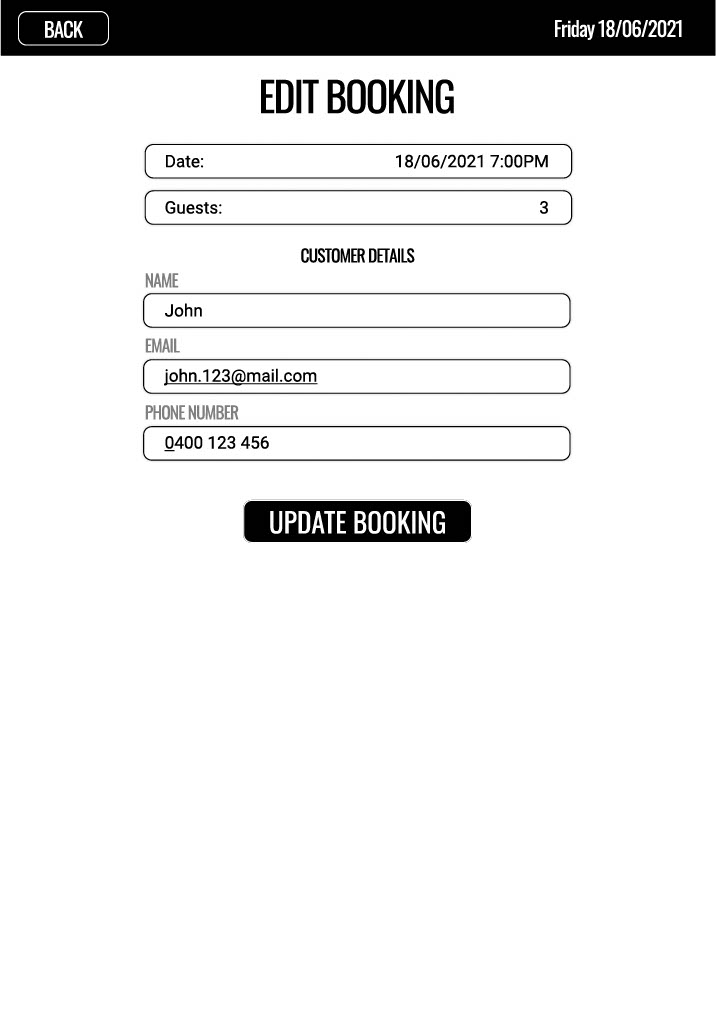 BACK
Friday 18/06/2021
EDIT BOOKING
Date: 18/06/2021 7:00PM
Guests: 3
CUSTOMER DETAILS
NAME
John
EMAIL
john.123@mail.com
PHONE NUMBER
0400 123 456
UPDATE BOOKING